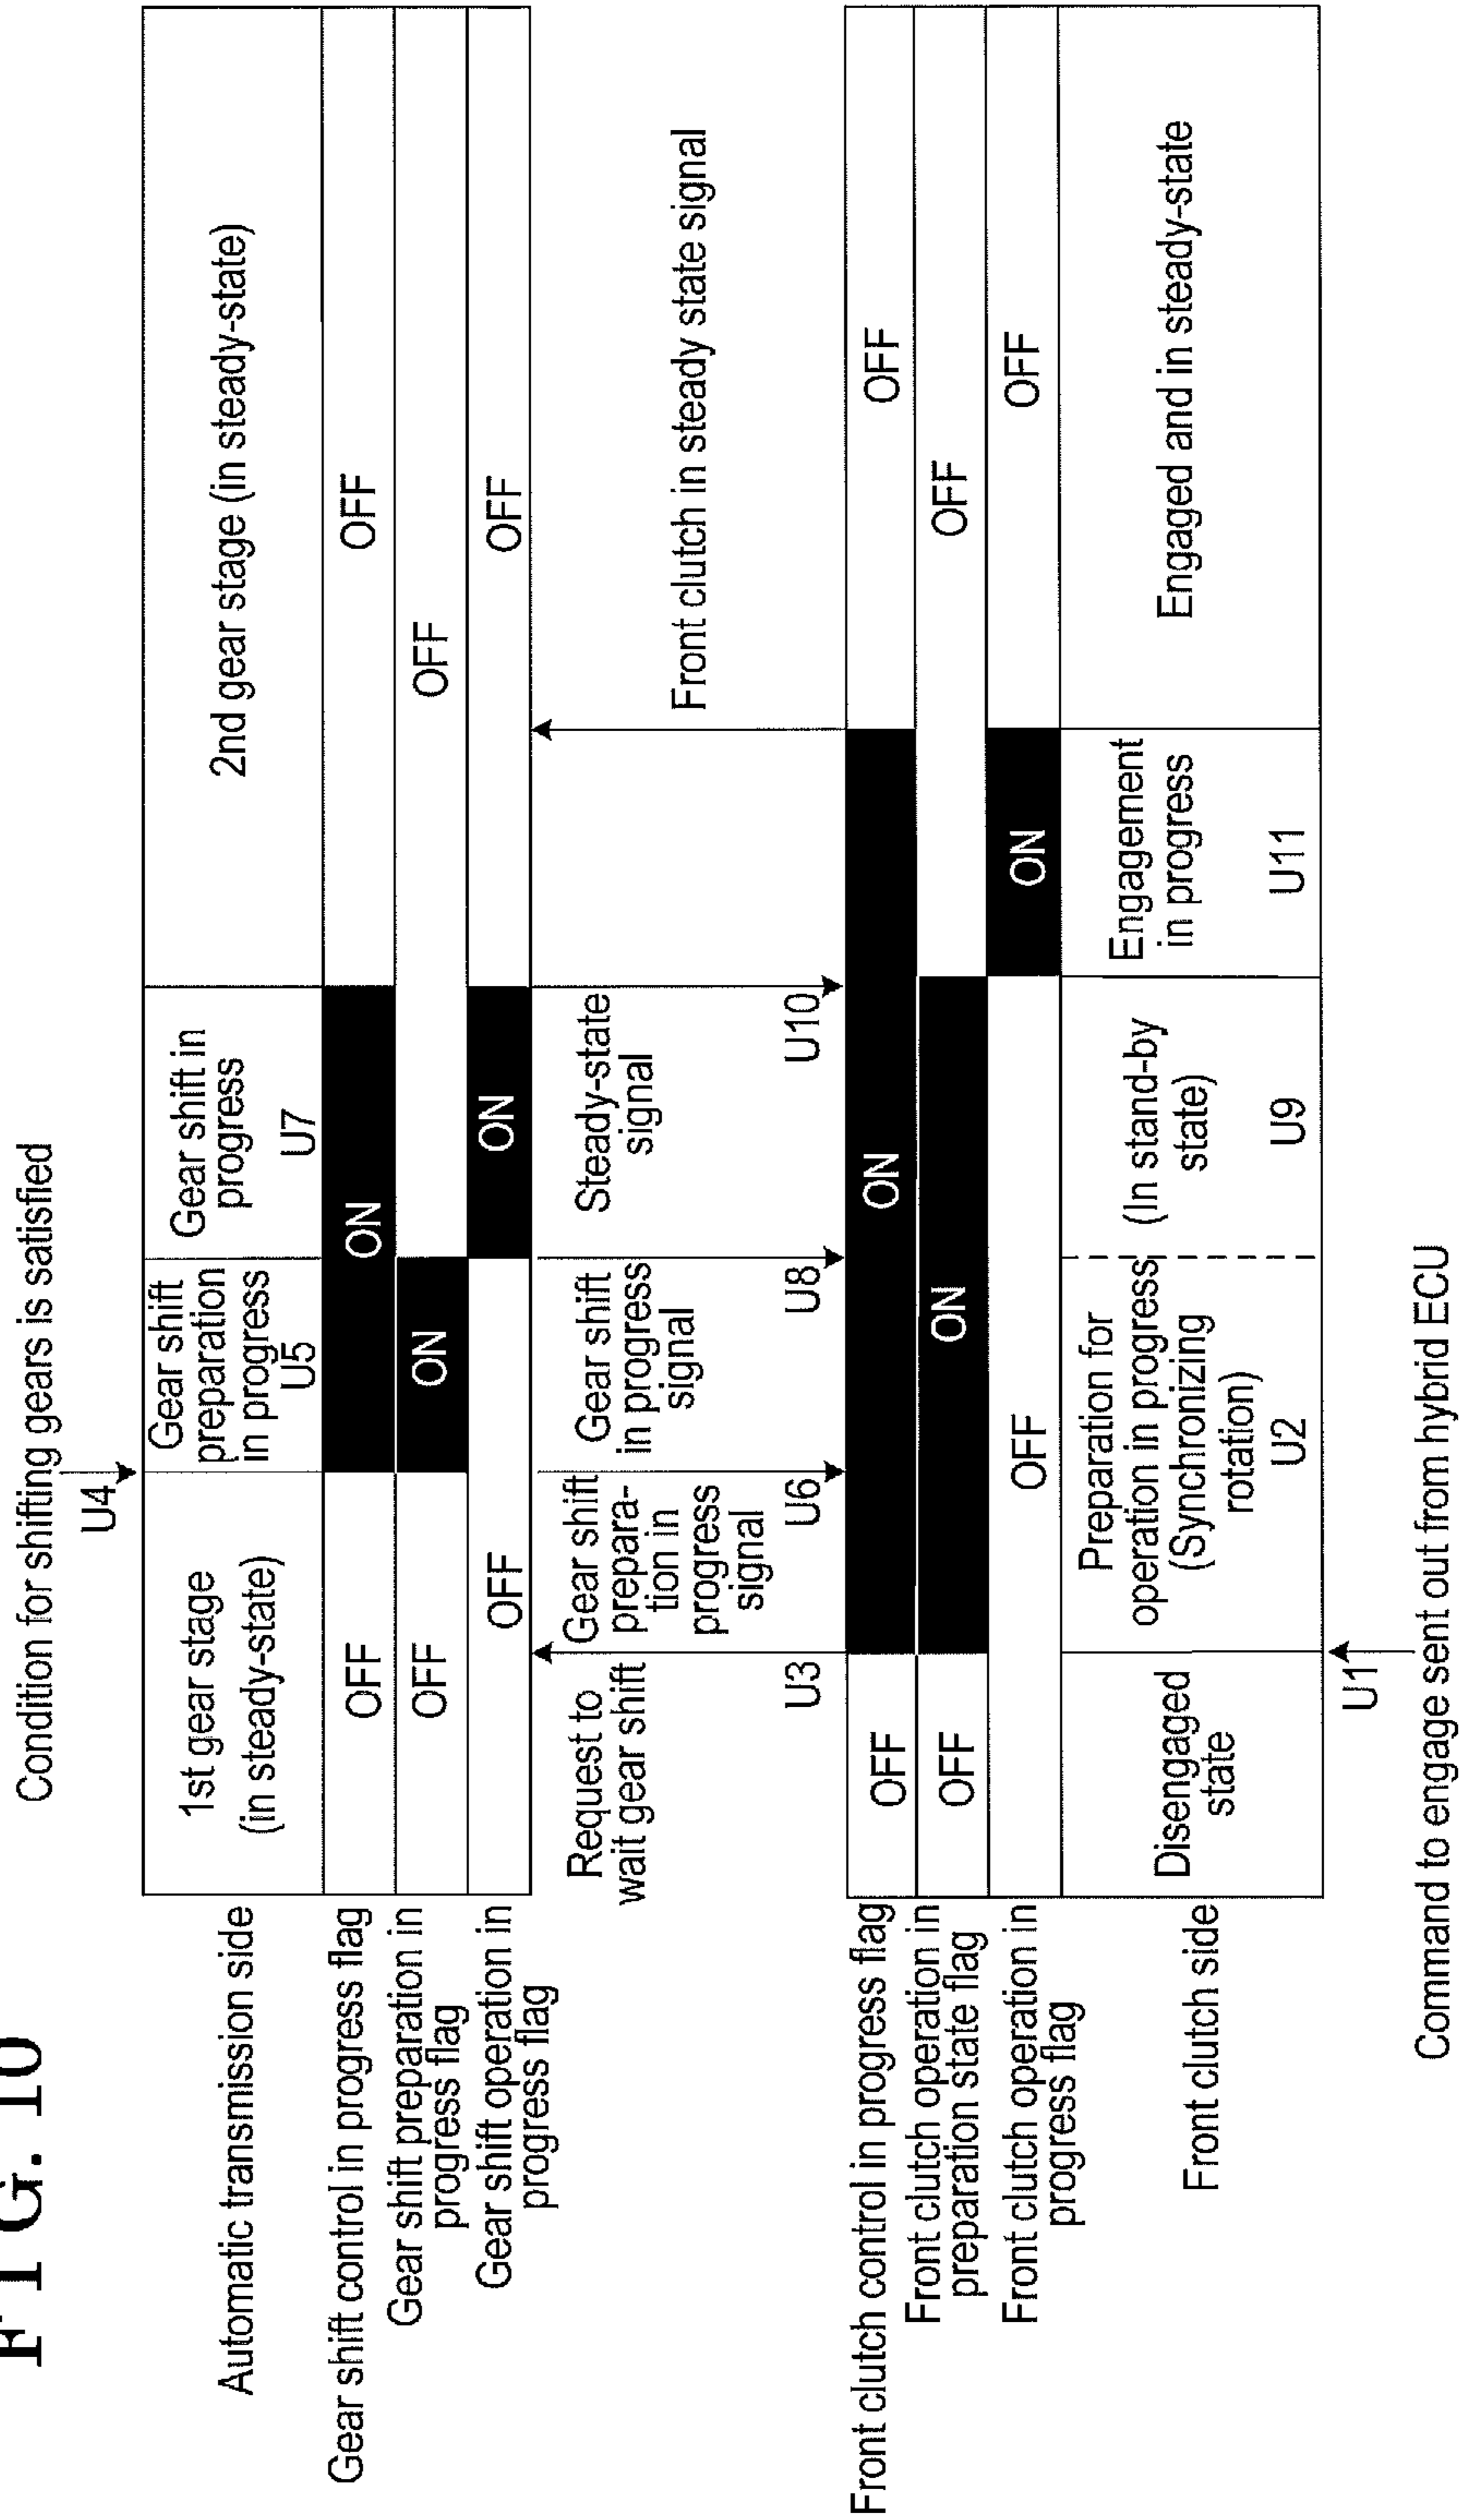 FIG. 10
Condition for shifting gears is satisfied
U4
Automatic transmission side
1st gear stage
(in steady-state)
Gear shift
preparation
in progress
U5
Gear shift in
progress
U7
2nd gear stage (in steady-state)
Gear shift control in progress flag
OFF
ON
OFF
Gear shift preparation in
progress flag
OFF
ON
OFF
Gear shift operation in
progress flag
OFF
ON
OFF
Request to
wait gear shift
U3
Gear shift
prepara-
tion in
progress
signal
U6
Gear shift
in progress
signal
U8
Steady-state
signal
U10
Front clutch in steady state signal
Front clutch control in progress flag
OFF
ON
OFF
Front clutch operation in
preparation state flag
OFF
ON
OFF
Front clutch operation in
progress flag
OFF
ON
OFF
Front clutch side
Disengaged
state
Preparation for
operation in progress
(Synchronizing
rotation)
U2
(In stand-by
state)
U9
Engagement
in progress
U11
Engaged and in steady-state
U1
Command to engage sent out from hybrid ECU